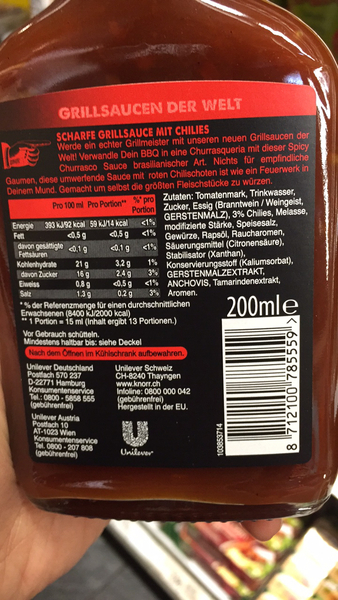 GRILLSAUCEN DER WELT
SCHARFE GRILLSAUCE MIT CHILIES
Werde ein echter Grillmeister mit unseren neuen Grillsaucen der
Welt! Verwandle Dein BBQ in eine Churrasqueria mit dieser Spicy
Churrasco Sauce brasilianischer Art. Nichts für empfindliche
Gaumen, diese umwerfende Sauce mit roten Chilischoten ist wie ein Feuerwerk in
Deinem Mund. Gemacht um selbst die größten Fleischstücke zu würzen.
Pro 100 ml Pro Portion** %* pro Portion
Energie 393 kJ/92 kcal 59 kJ/14 kcal <1%
Fett <0.5 g <0.5 g <1%
davon gesättigte Fettsäuren <0.1 g <0.1 g <1%
Kohlenhydrate 21 g 3.2 g 1%
davon Zucker 16 g 2.4 g 3%
Eiweiss 0.8 g <0.5 g <1%
Salz 1.3 g 0.2 g 3%
* % der Referenzmenge für einen durchschnittlichen
Erwachsenen (8400 kJ/2000 kcal)
** 1 Portion = 15 ml (Inhalt ergibt 13 Portionen.)
Zutaten: Tomatenmark, Trinkwasser,
Zucker, Essig (Branntwein / Weingeist,
GERSTENMALZ), 3% Chilies, Melasse,
modifizierte Stärke, Speisesalz,
Gewürze, Rapsöl, Raucharomen,
Säuerungsmittel (Citronensäure),
Stabilisator (Xanthan),
Konservierungsstoff (Kaliumsorbat),
GERSTENMALZEXTRAKT,
ANCHOVIS, Tamarindenextrakt,
Aromen.
200ml e
Vor Gebrauch schütteln.
Mindestens haltbar bis: siehe Deckel
Nach dem Öffnen im Kühlschrank aufbewahren.
Unilever Deutschland
Postfach 570 237
D-22771 Hamburg
Konsumentenservice
Tel.: 0800 - 5858 555
(gebührenfrei)
Unilever Austria
Postfach 10
AT-1023 Wien
Konsumentenservice
Tel. 0800 - 207 808
(gebührenfrei)
Unilever Schweiz
CH-8240 Thayngen
www.knorr.ch
Infoline: 0800 000 042
(gebührenfrei)
Hergestellt in der EU.
Unilever
103653714
8 712100 785559 >